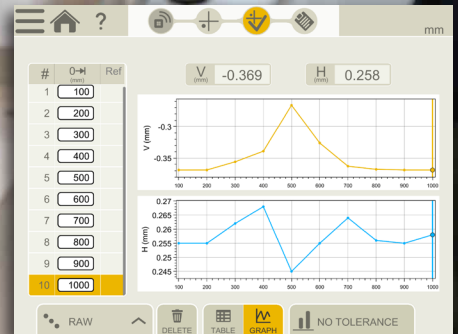 ?
mm
# 0 (mm) Ref
V (mm) -0.369 H (mm) 0.258
1 100
2 200
3 300
4 400
5 500
6 600
7 700
8 800
9 900
10 1000
V (mm)
-0.3
-0.35
100 200 300 400 500 600 700 800 900 1000
H (mm)
0.27
0.265
0.26
0.255
0.25
0.245
100 200 300 400 500 600 700 800 900 1000
RAW DELETE TABLE GRAPH NO TOLERANCE